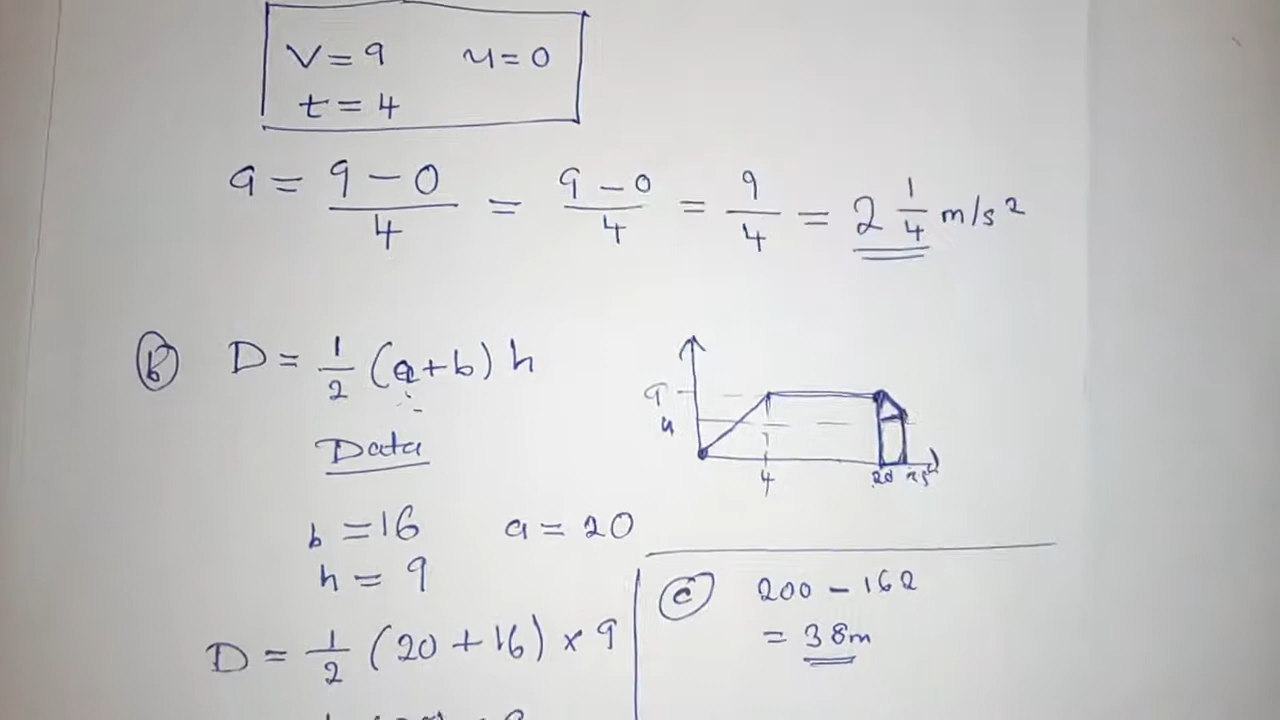 V = 9 u = 0
t = 4
a = 9 - 0 / 4 = 9 - 0 / 4 = 9 / 4 = 2 1/4 m/s²
(b) D = 1/2 (a+b) h
Data
b = 16 a = 20
h = 9
D = 1/2 (20 + 16) × 9
9
u
4 20
(c) 200 - 162
= 38m